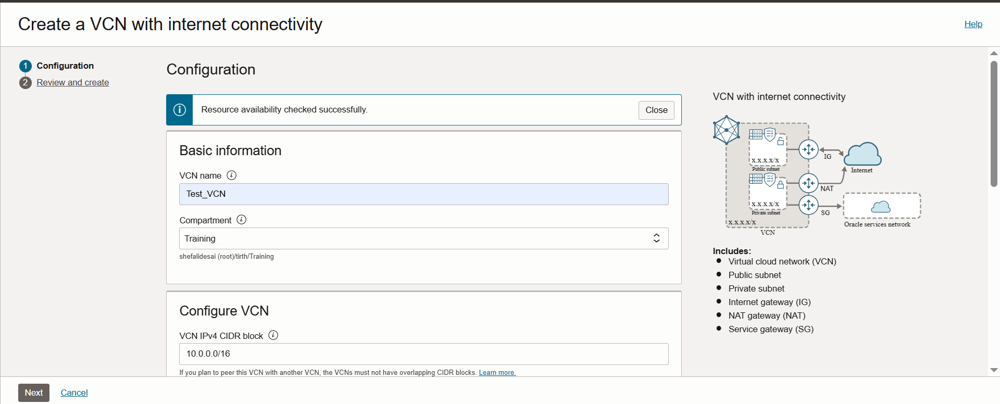 Create a VCN with internet connectivity
Help
1 Configuration
2 Review and create
Configuration
Resource availability checked successfully.
Close
Basic information
VCN name
Test_VCN
Compartment
Training
shefalidesai (root)/tirth/Training
Configure VCN
VCN IPv4 CIDR block
10.0.0.0/16
If you plan to peer this VCN with another VCN, the VCNs must not have overlapping CIDR blocks. Learn more.
VCN with internet connectivity
x.x.x.x/x
Public subnet
IG
Internet
NAT
x.x.x.x/x
Private subnet
SG
x.x.x.x/x
VCN
Oracle services network
Includes:
Virtual cloud network (VCN)
Public subnet
Private subnet
Internet gateway (IG)
NAT gateway (NAT)
Service gateway (SG)
Next
Cancel